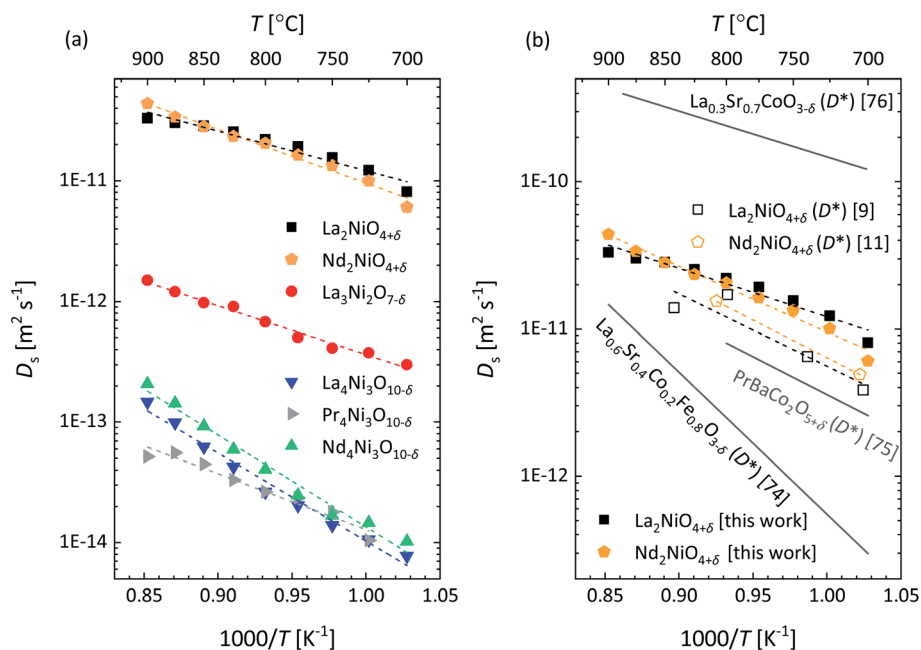 (a)
T [°C]
900 850 800 750 700
1E-11
1E-12
1E-13
1E-14
D_s [m² s⁻¹]
La₂NiO₄₊δ
Nd₂NiO₄₊δ
La₃Ni₂O₇₋δ
La₄Ni₃O₁₀₋δ
Pr₄Ni₃O₁₀₋δ
Nd₄Ni₃O₁₀₋δ
0.85 0.90 0.95 1.00 1.05
1000/T [K⁻¹]
(b)
T [°C]
900 850 800 750 700
1E-10
1E-11
1E-12
D_s [m² s⁻¹]
La₀.₃Sr₀.₇CoO₃₋δ (D*) [76]
La₂NiO₄₊δ (D*) [9]
Nd₂NiO₄₊δ (D*) [11]
La₀.₆Sr₀.₄Co₀.₂Fe₀.₈O₃₋δ (D*) [74]
PrBaCo₂O₅₊δ (D*) [75]
La₂NiO₄₊δ [this work]
Nd₂NiO₄₊δ [this work]
0.85 0.90 0.95 1.00 1.05
1000/T [K⁻¹]